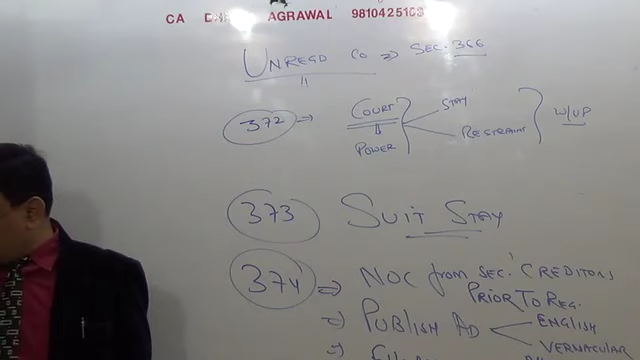 CA D AGRAWAL 9810425103
UNREGD CO => SEC. 366
372 => COURT STAY
POWER RESTRAINT W/UP
373 SUIT STAY
374 => NOC from SEC. CREDITORS
PRIOR TO REG.
=> PUBLISH AD ENGLISH
VERNACULAR